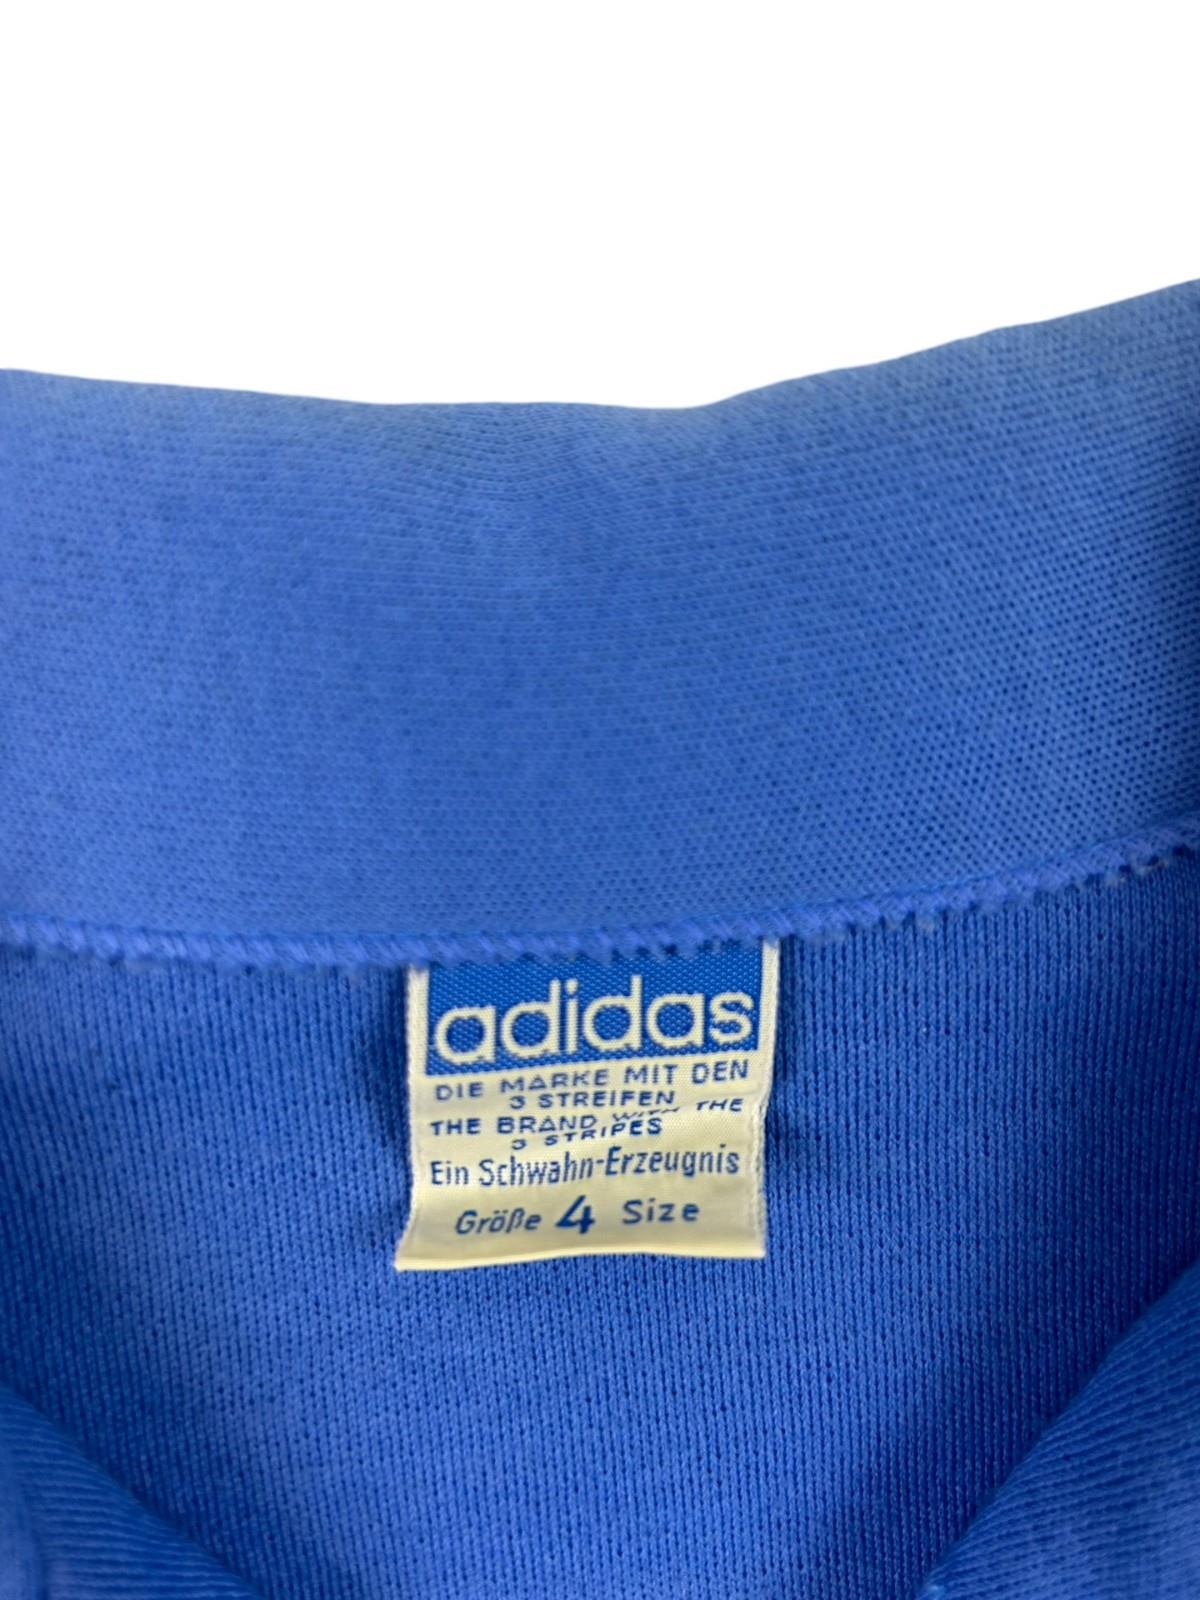 adidas
DIE MARKE MIT DEN
3 STREIFEN
THE BRAND WITH THE
3 STRIPES
Ein Schwahn-Erzeugnis
Größe 4 Size